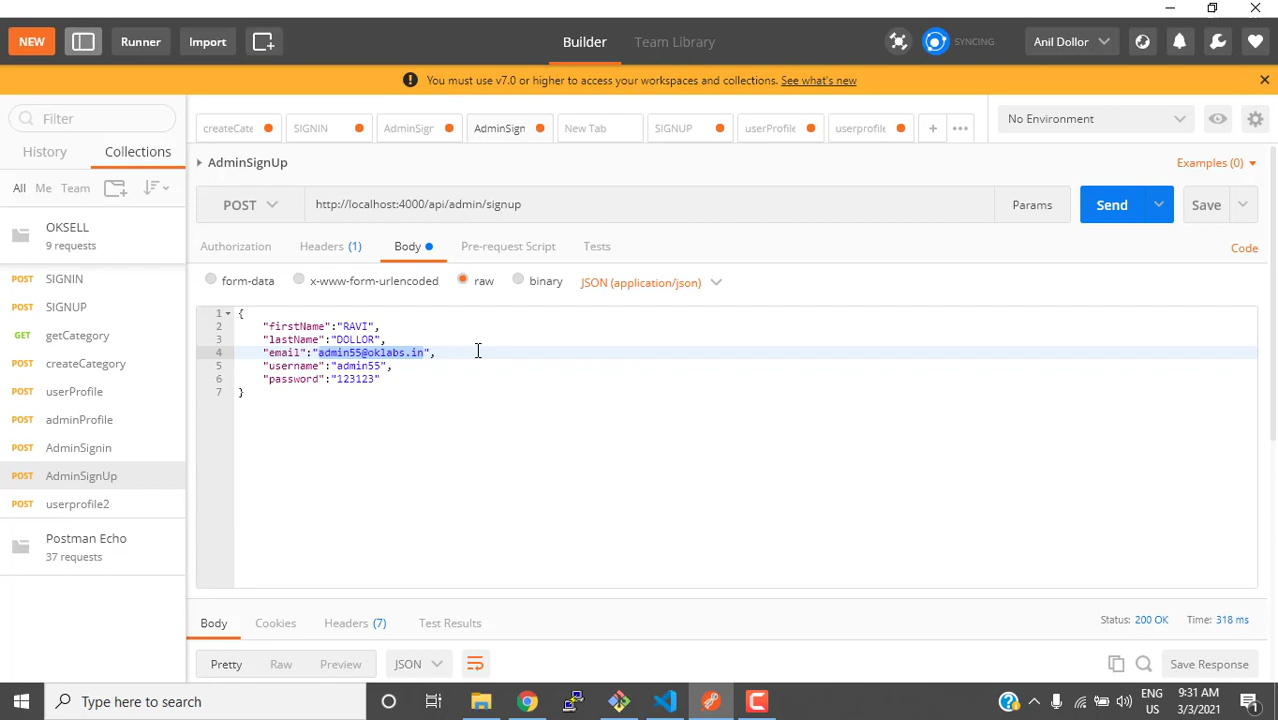 NEW
Runner
Import
Builder
Team Library
SYNCING
Anil Dollor
You must use v7.0 or higher to access your workspaces and collections. See what's new
Filter
History
Collections
All Me Team
OKSELL
9 requests
POST SIGNIN
POST SIGNUP
GET getCategory
POST createCategory
POST userProfile
POST adminProfile
POST AdminSignin
POST AdminSignUp
POST userprofile2
Postman Echo
37 requests
createCate
SIGNIN
AdminSigr
AdminSign
New Tab
SIGNUP
userProfile
userprofile
No Environment
AdminSignUp
Examples (0)
POST
http://localhost:4000/api/admin/signup
Params
Send
Save
Authorization
Headers (1)
Body
Pre-request Script
Tests
Code
form-data
x-www-form-urlencoded
raw
binary
JSON (application/json)
1 {
2 "firstName":"RAVI",
3 "lastName":"DOLLOR",
4 "email":"admin55@oklabs.in",
5 "username":"admin55",
6 "password":"123123"
7 }
Body
Cookies
Headers (7)
Test Results
Status: 200 OK
Time: 318 ms
Pretty
Raw
Preview
JSON
Save Response
Type here to search
ENG
US
9:31 AM
3/3/2021
1